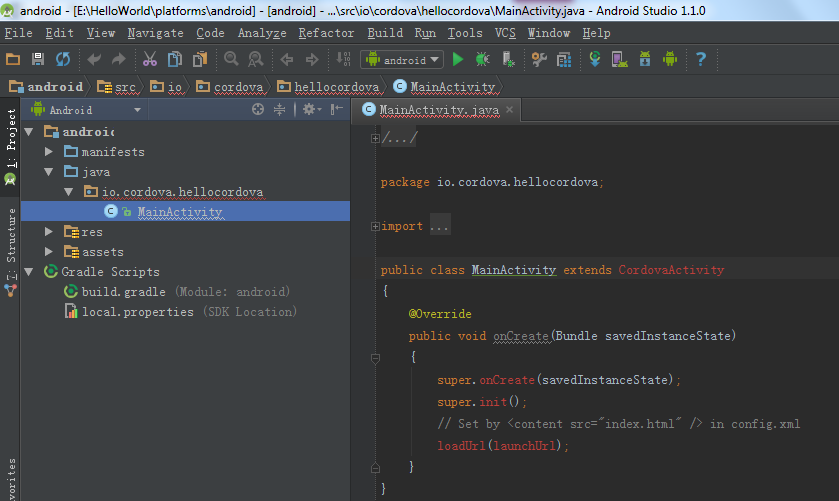 android - [E:\HelloWorld\platforms\android] - [android] - ...\src\io\cordova\hellocordova\MainActivity.java - Android Studio 1.1.0
File Edit View Navigate Code Analyze Refactor Build Run Tools VCS Window Help
android
android src io cordova hellocordova MainActivity
1: Project
Android
MainActivity.java
android
manifests
java
io.cordova.hellocordova
MainActivity
res
assets
Gradle Scripts
build.gradle (Module: android)
local.properties (SDK Location)
7: Structure
/.../
package io.cordova.hellocordova;
import ...
public class MainActivity extends CordovaActivity
{
@Override
public void onCreate(Bundle savedInstanceState)
{
super.onCreate(savedInstanceState);
super.init();
// Set by <content src="index.html" /> in config.xml
loadUrl(launchUrl);
}
}